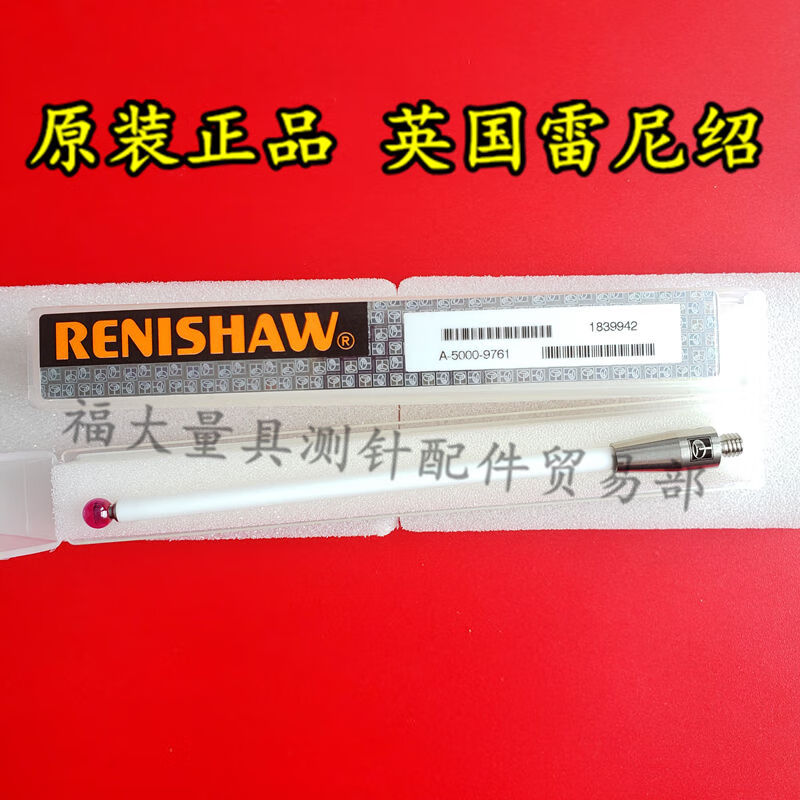 原装正品 英国雷尼绍
RENISHAW®
1839942
A-5000-9761
福大量具测针配件贸易部